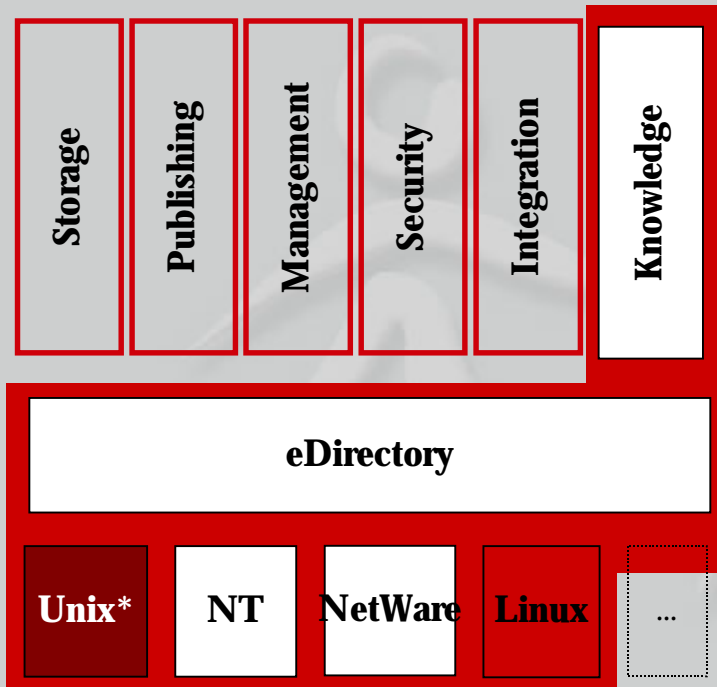 Storage
Publishing
Management
Security
Integration
Knowledge
eDirectory
Unix*
NT
NetWare
Linux
...